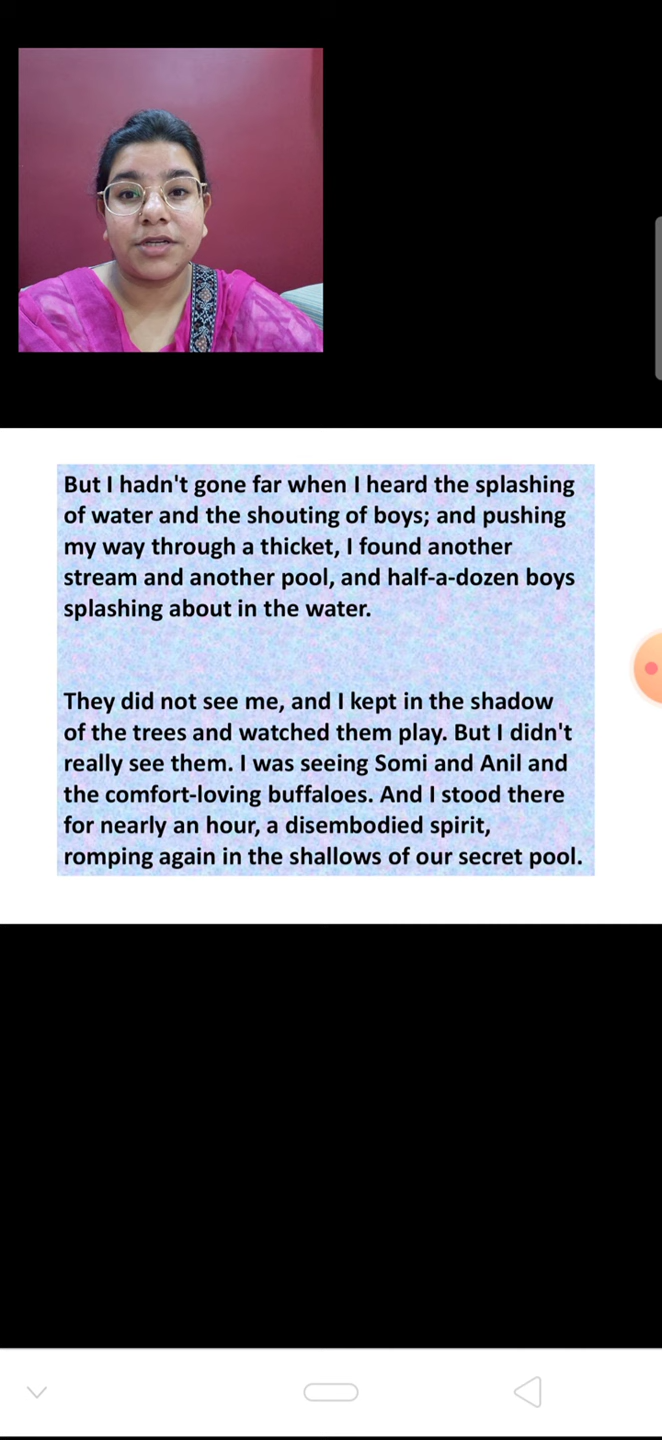 But I hadn't gone far when I heard the splashing
of water and the shouting of boys; and pushing
my way through a thicket, I found another
stream and another pool, and half-a-dozen boys
splashing about in the water.
They did not see me, and I kept in the shadow
of the trees and watched them play. But I didn't
really see them. I was seeing Somi and Anil and
the comfort-loving buffaloes. And I stood there
for nearly an hour, a disembodied spirit,
romping again in the shallows of our secret pool.